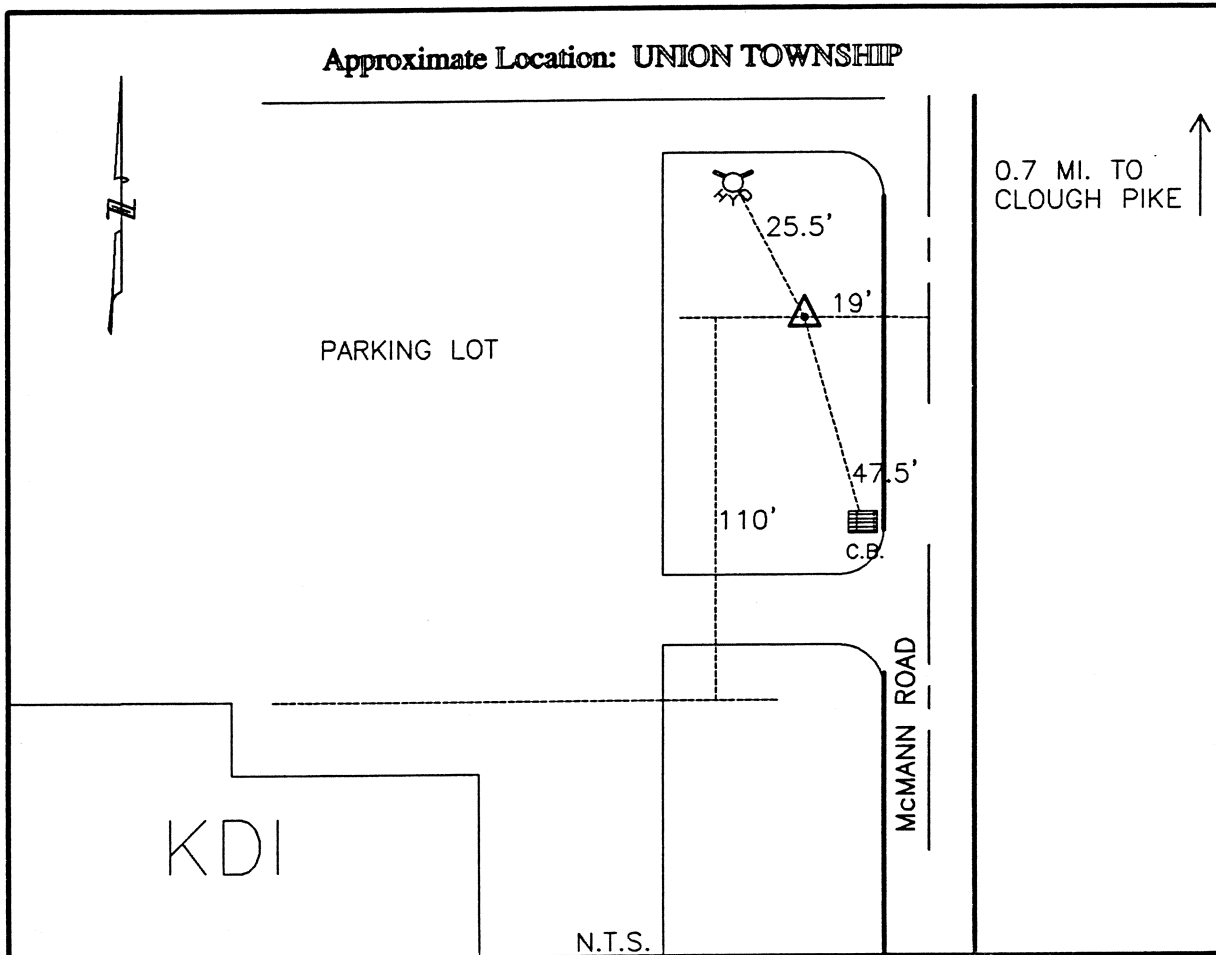 Approximate Location: UNION TOWNSHIP
N
0.7 MI. TO
CLOUGH PIKE
HYD
25.5'
19'
PARKING LOT
47.5'
110'
C.B.
McMANN ROAD
KDI
N.T.S.